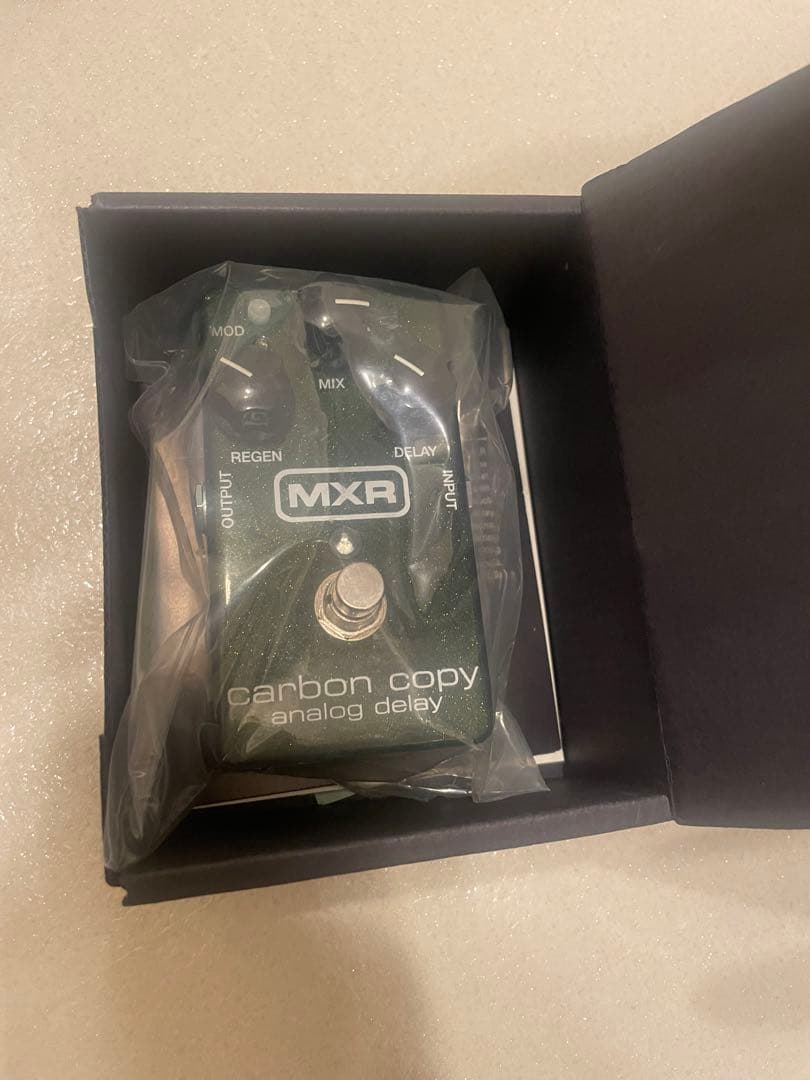 MOD
MIX
REGEN
DELAY
OUTPUT
INPUT
MXR
carbon copy
analog delay